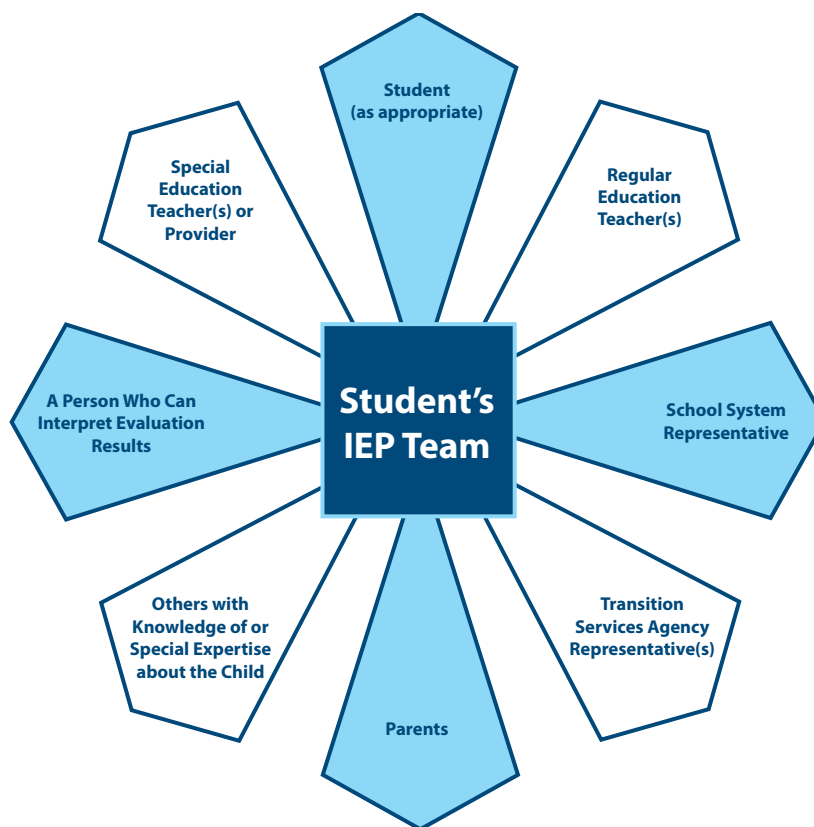 Student
(as appropriate)
Special
Education
Teacher(s) or
Provider
Regular
Education
Teacher(s)
A Person Who Can
Interpret Evaluation
Results
Student’s
IEP Team
School System
Representative
Others with
Knowledge of or
Special Expertise
about the Child
Transition
Services Agency
Representative(s)
Parents